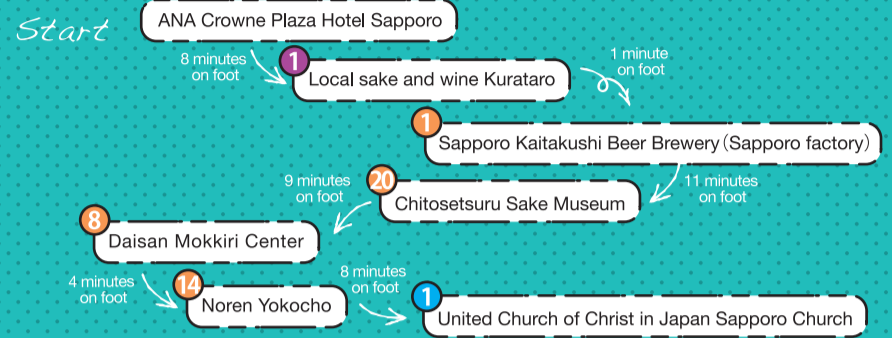 Start
ANA Crowne Plaza Hotel Sapporo
8 minutes
on foot
1
Local sake and wine Kurataro
1 minute
on foot
1
Sapporo Kaitakushi Beer Brewery（Sapporo factory）
11 minutes
on foot
20
Chitosetsuru Sake Museum
9 minutes
on foot
8
Daisan Mokkiri Center
4 minutes
on foot
14
Noren Yokocho
8 minutes
on foot
1
United Church of Christ in Japan Sapporo Church